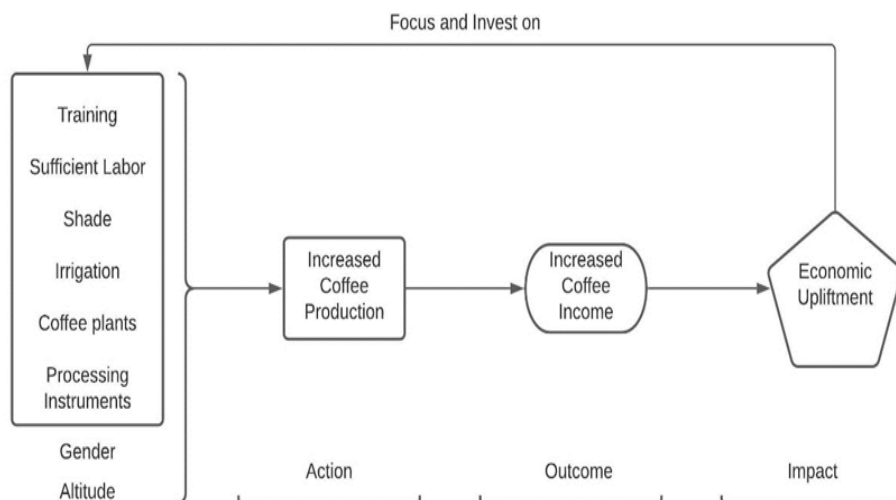 Focus and Invest on
Training
Sufficient Labor
Shade
Irrigation
Coffee plants
Processing
Instruments
Gender
Altitude
Increased
Coffee
Production
Increased
Coffee
Income
Economic
Upliftment
Action
Outcome
Impact